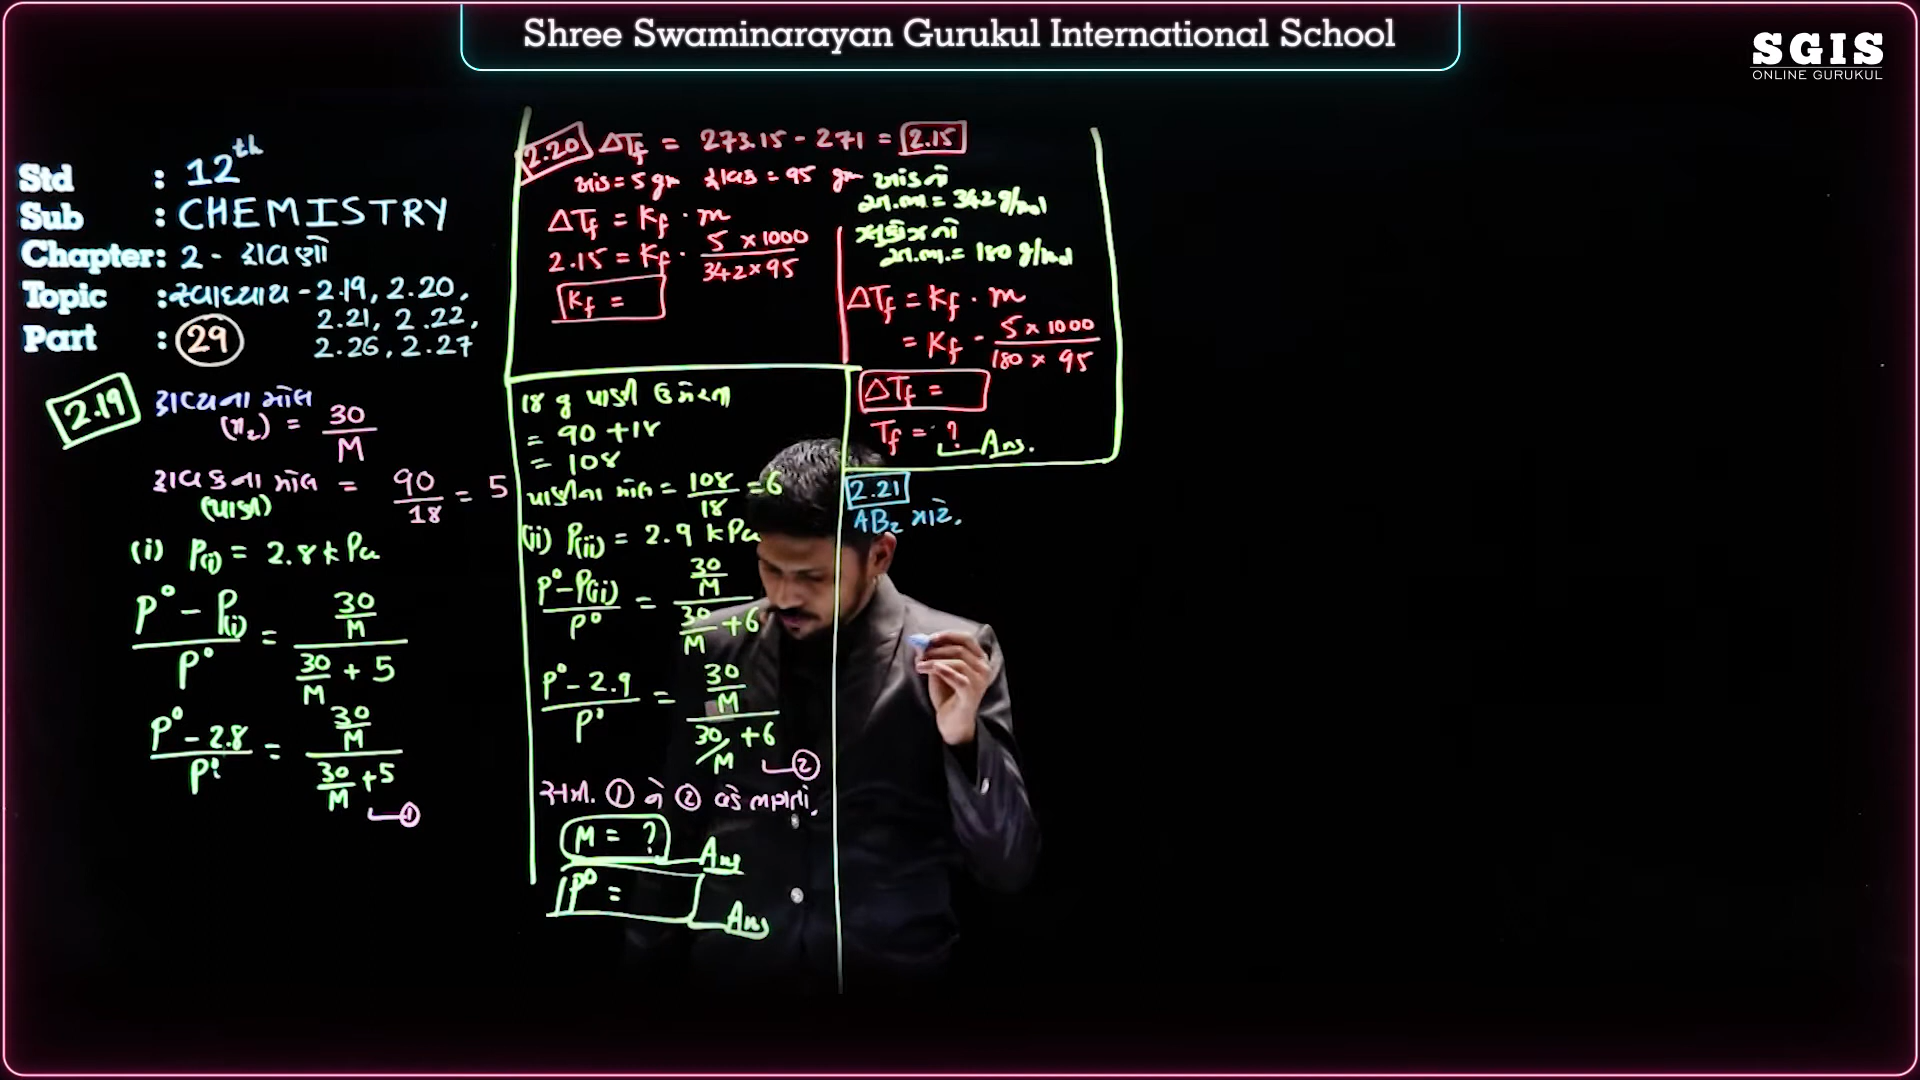 Shree Swaminarayan Gurukul International School
SGIS
ONLINE GURUKUL
Std : 12th
Sub : CHEMISTRY
Chapter: 2 - દ્રાવણો
Topic : સ્વાધ્યાય - 2.19, 2.20,
2.21, 2.22,
2.26, 2.27
Part : 29
2.19 દ્રાવ્યના મોલ
(n₂) = 30/M
દ્રાવકના મોલ = 90/18 = 5
(પાણી)
(i) P(i) = 2.8 kPa
(P° - P(i))/P° = (30/M)/(30/M + 5)
(P° - 2.8)/P° = (30/M)/(30/M + 5)
①
18 g પાણી ઉમેરતા
= 90 + 18
= 108
પાણીના મોલ = 108/18 = 6
(ii) P(ii) = 2.9 kPa
(P° - P(ii))/P° = (30/M)/(30/M + 6)
(P° - 2.9)/P° = (30/M)/(30/M + 6)
②
સમી. ① ને ② વડે ભાગતાં,
M = ? Ans
P° = Ans
2.20 ΔTf = 273.15 - 271 = 2.15
ખાંડ = 5 gm દ્રાવક = 95 gm
ΔTf = Kf · m
2.15 = Kf · (5 × 1000)/(342 × 95)
Kf =
ખાંડનો
આ.ભા. = 342 g/mol
ગ્લુકોઝનો
આ.ભા. = 180 g/mol
ΔTf = Kf · m
= Kf - (5 × 1000)/(180 × 95)
ΔTf =
Tf = ? Ans.
2.21
AB₂ માટે,